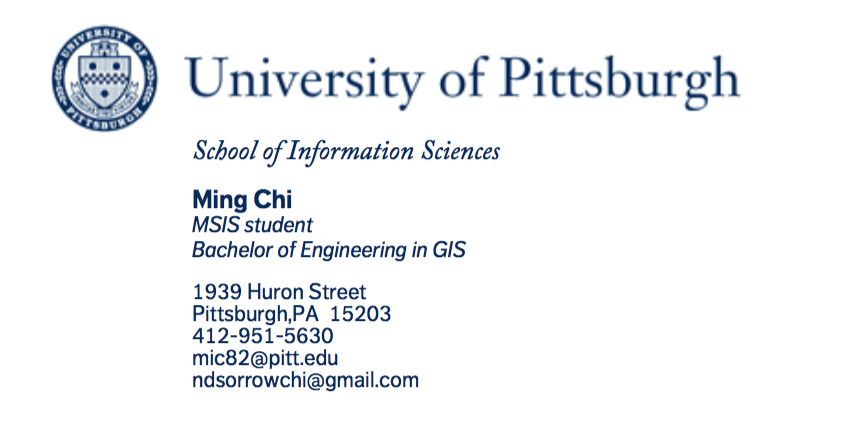 UNIVERSITY OF PITTSBURGH
University of Pittsburgh
School of Information Sciences
Ming Chi
MSIS student
Bachelor of Engineering in GIS
1939 Huron Street
Pittsburgh,PA 15203
412-951-5630
mic82@pitt.edu
ndsorrowchi@gmail.com